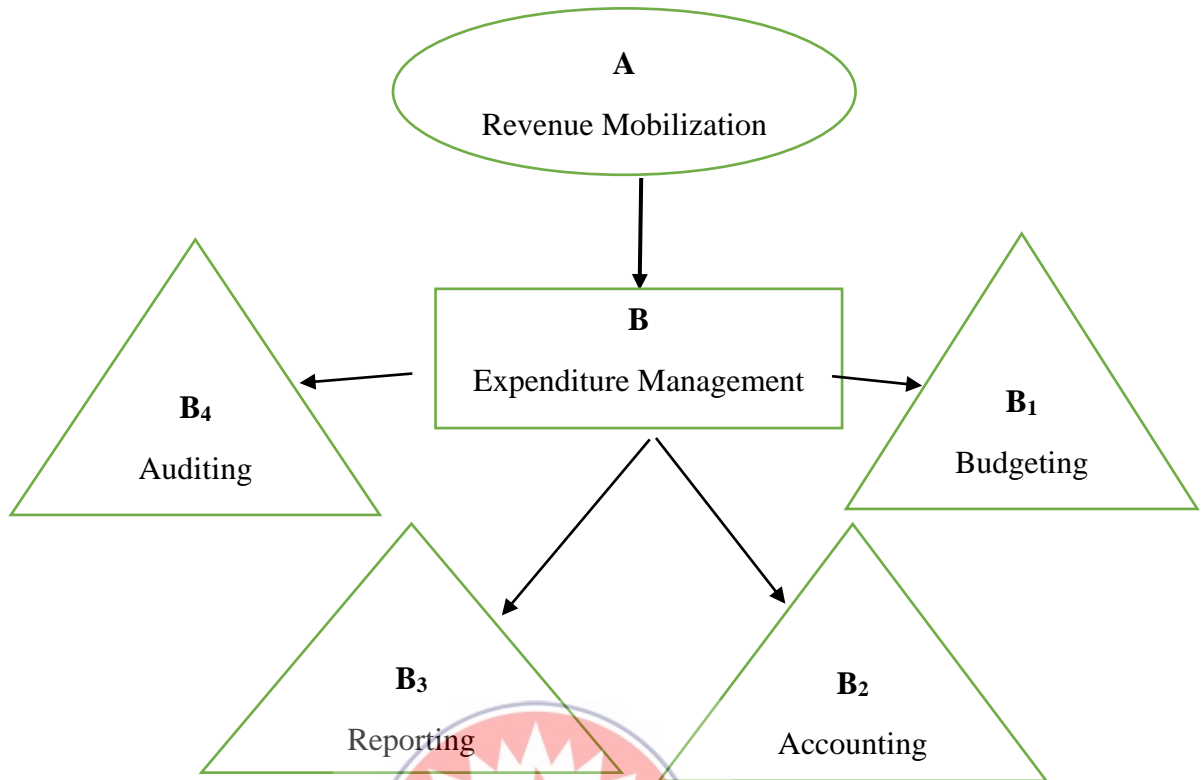 A
Revenue Mobilization
B
Expenditure Management
B₄
Auditing
B₁
Budgeting
B₃
Reporting
B₂
Accounting